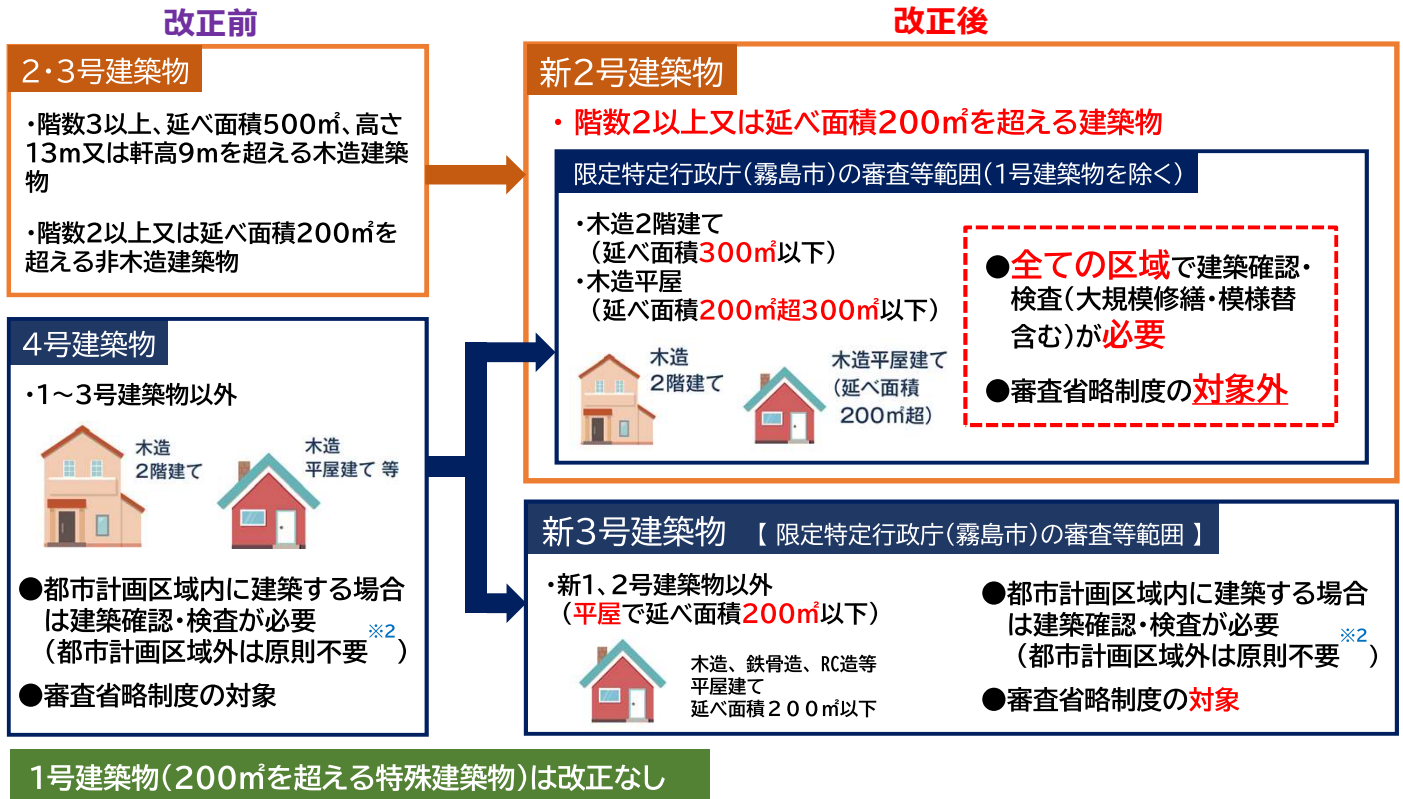 改正前
2・3号建築物
・階数3以上、延べ面積500㎡、高さ
13m又は軒高9mを超える木造建築
物
・階数2以上又は延べ面積200㎡を
超える非木造建築物
4号建築物
・1～3号建築物以外
木造
2階建て
木造
平屋建て 等
●都市計画区域内に建築する場合
は建築確認・検査が必要
（都市計画区域外は原則不要※2）
●審査省略制度の対象
改正後
新2号建築物
・ 階数2以上又は延べ面積200㎡を超える建築物
限定特定行政庁（霧島市）の審査等範囲（1号建築物を除く）
・木造2階建て
（延べ面積300㎡以下）
・木造平屋
（延べ面積200㎡超300㎡以下）
木造
2階建て
木造平屋建て
（延べ面積
200㎡超）
●全ての区域で建築確認・
検査（大規模修繕・模様替
含む）が必要
●審査省略制度の対象外
新3号建築物 【 限定特定行政庁（霧島市）の審査等範囲 】
・新1、2号建築物以外
（平屋で延べ面積200㎡以下）
木造、鉄骨造、RC造等
平屋建て
延べ面積２００㎡以下
●都市計画区域内に建築する場合
は建築確認・検査が必要
（都市計画区域外は原則不要※2）
●審査省略制度の対象
1号建築物（200㎡を超える特殊建築物）は改正なし